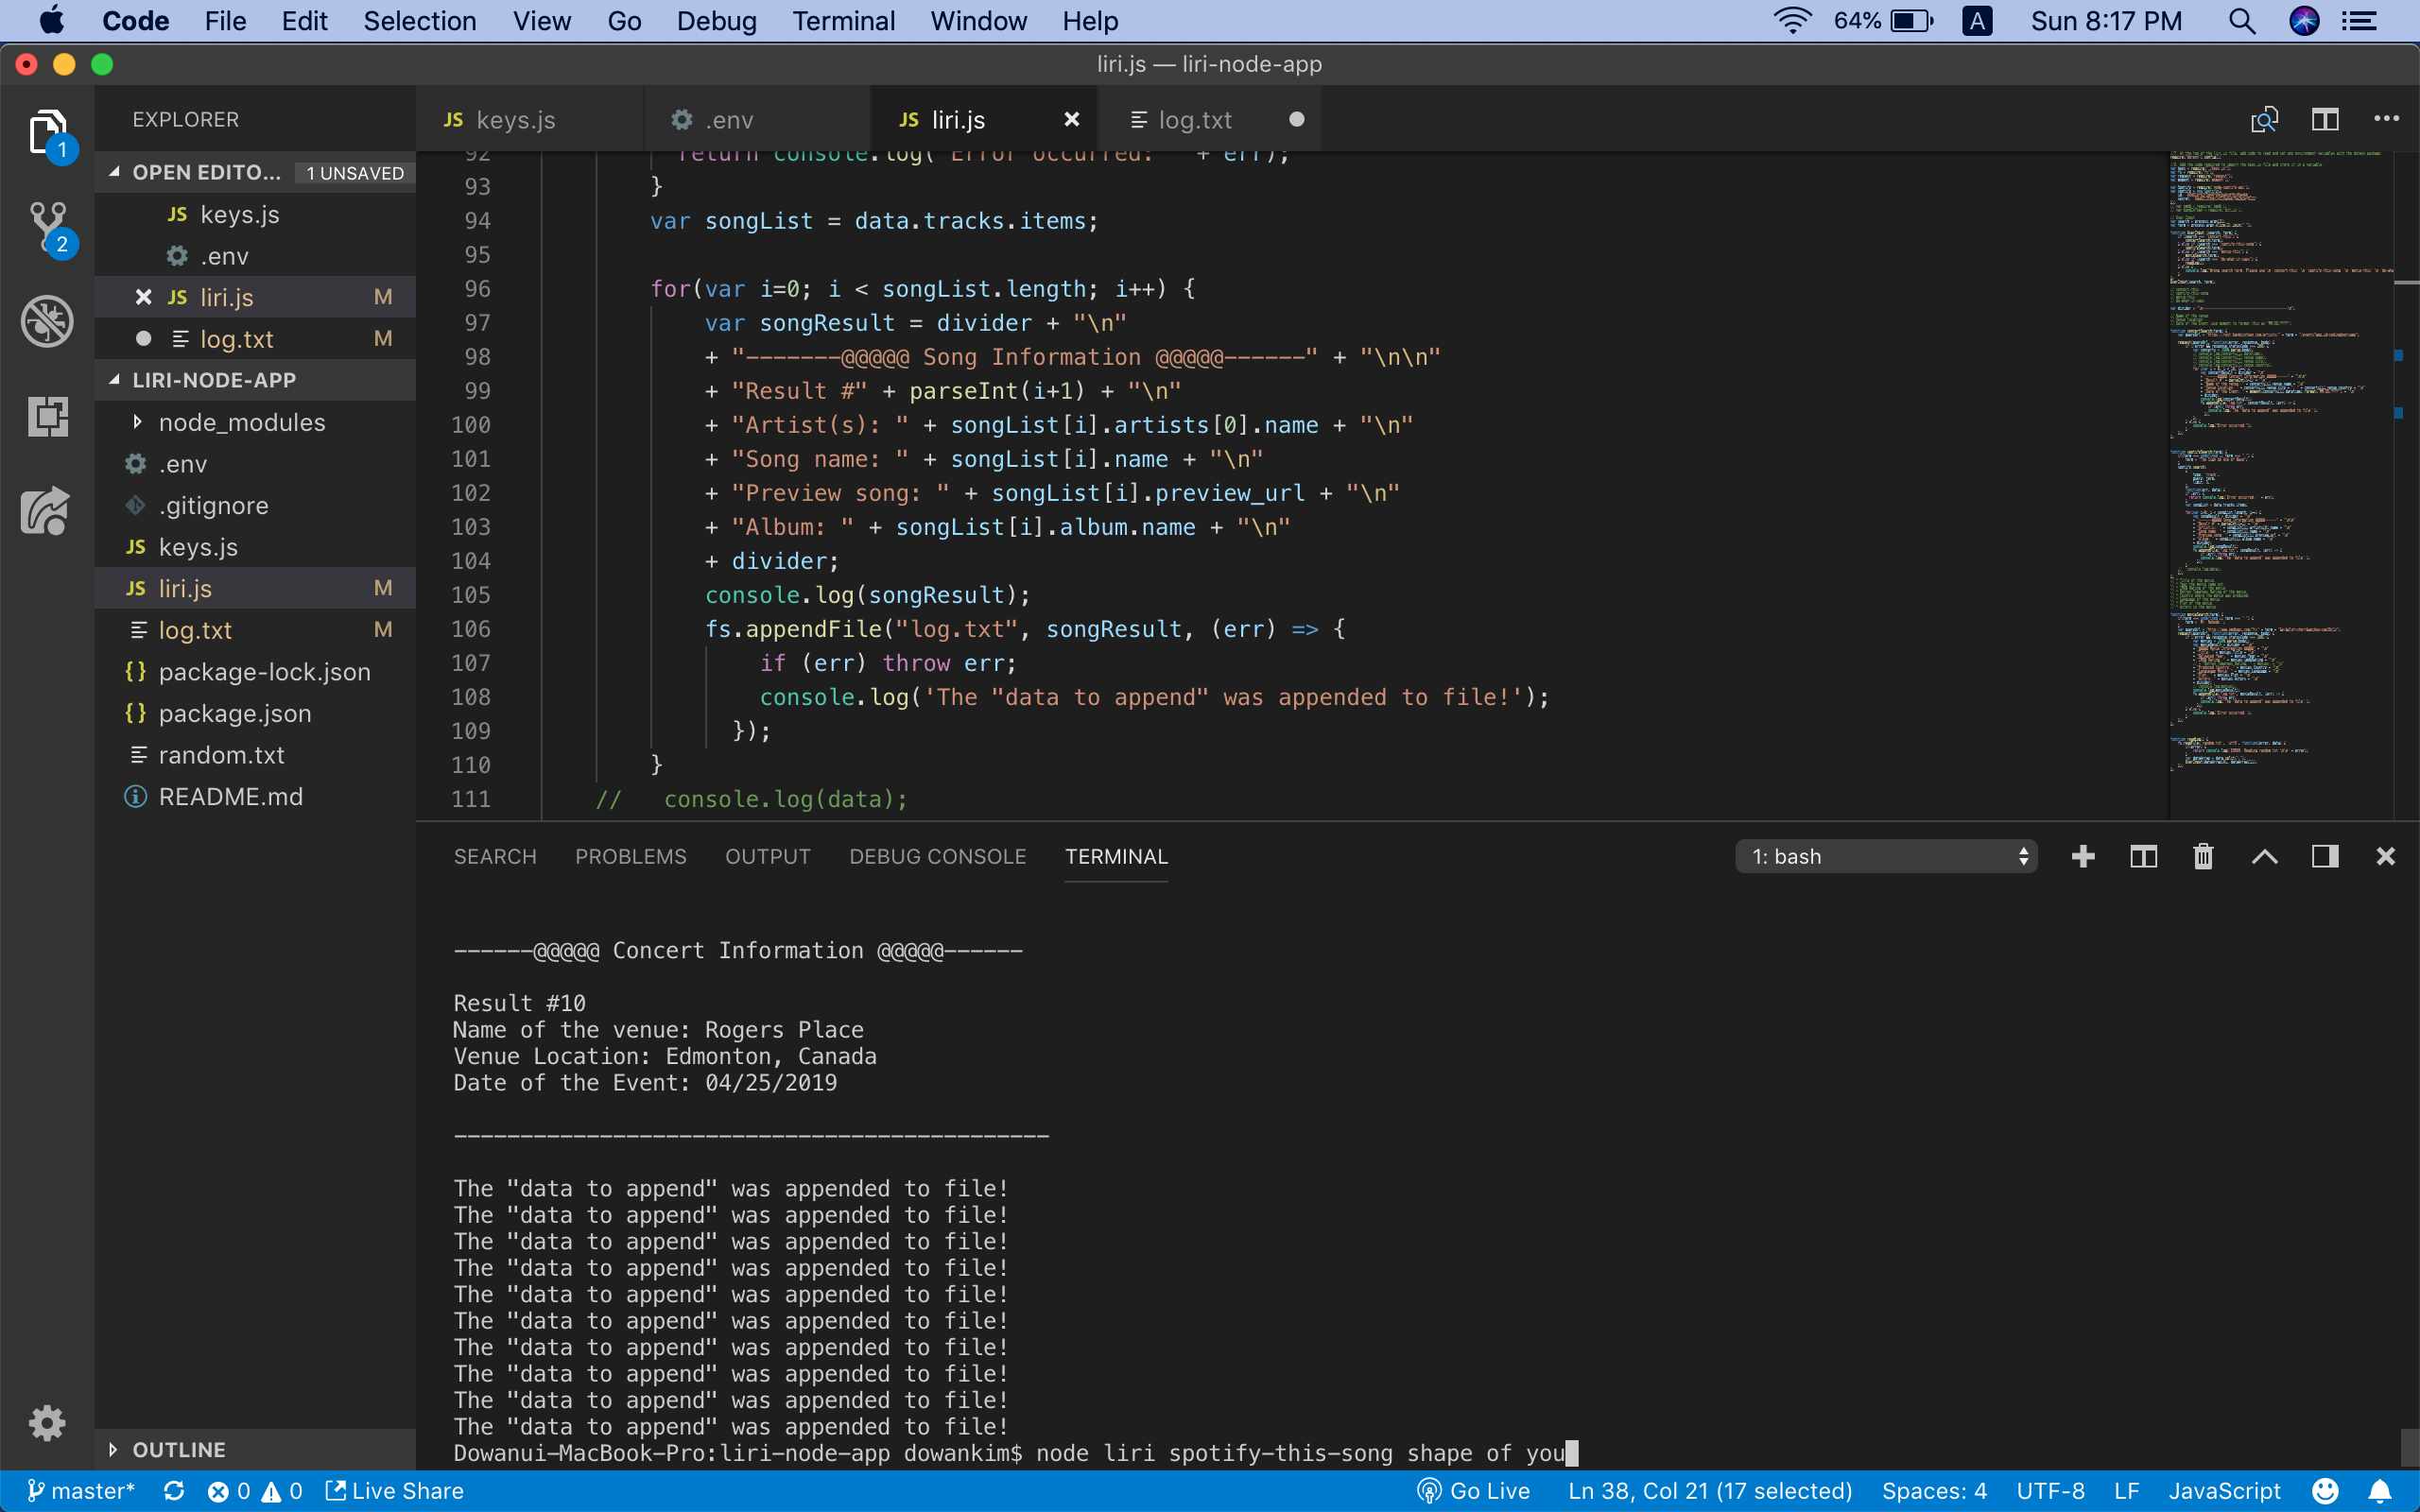 Code File Edit Selection View Go Debug Terminal Window Help 64% A Sun 8:17 PM
liri.js — liri-node-app
EXPLORER
OPEN EDITO... 1 UNSAVED
JS keys.js
.env
JS liri.js M
log.txt M
LIRI-NODE-APP
node_modules
.env
.gitignore
JS keys.js
JS liri.js M
log.txt M
{} package-lock.json
{} package.json
random.txt
README.md
OUTLINE
1
2
JS keys.js .env JS liri.js log.txt
92 return console.log('Error occurred: ' + err);
93 }
94 var songList = data.tracks.items;
95
96 for(var i=0; i < songList.length; i++) {
97 var songResult = divider + "\n"
98 + "-------@@@@@ Song Information @@@@@------" + "\n\n"
99 + "Result #" + parseInt(i+1) + "\n"
100 + "Artist(s): " + songList[i].artists[0].name + "\n"
101 + "Song name: " + songList[i].name + "\n"
102 + "Preview song: " + songList[i].preview_url + "\n"
103 + "Album: " + songList[i].album.name + "\n"
104 + divider;
105 console.log(songResult);
106 fs.appendFile("log.txt", songResult, (err) => {
107 if (err) throw err;
108 console.log('The "data to append" was appended to file!');
109 });
110 }
111 // console.log(data);
SEARCH PROBLEMS OUTPUT DEBUG CONSOLE TERMINAL 1: bash
------@@@@@ Concert Information @@@@@------
Result #10
Name of the venue: Rogers Place
Venue Location: Edmonton, Canada
Date of the Event: 04/25/2019
---------------------------------------------
The "data to append" was appended to file!
The "data to append" was appended to file!
The "data to append" was appended to file!
The "data to append" was appended to file!
The "data to append" was appended to file!
The "data to append" was appended to file!
The "data to append" was appended to file!
The "data to append" was appended to file!
The "data to append" was appended to file!
The "data to append" was appended to file!
Dowanui-MacBook-Pro:liri-node-app dowankim$ node liri spotify-this-song shape of you
master* 0 0 Live Share Go Live Ln 38, Col 21 (17 selected) Spaces: 4 UTF-8 LF JavaScript